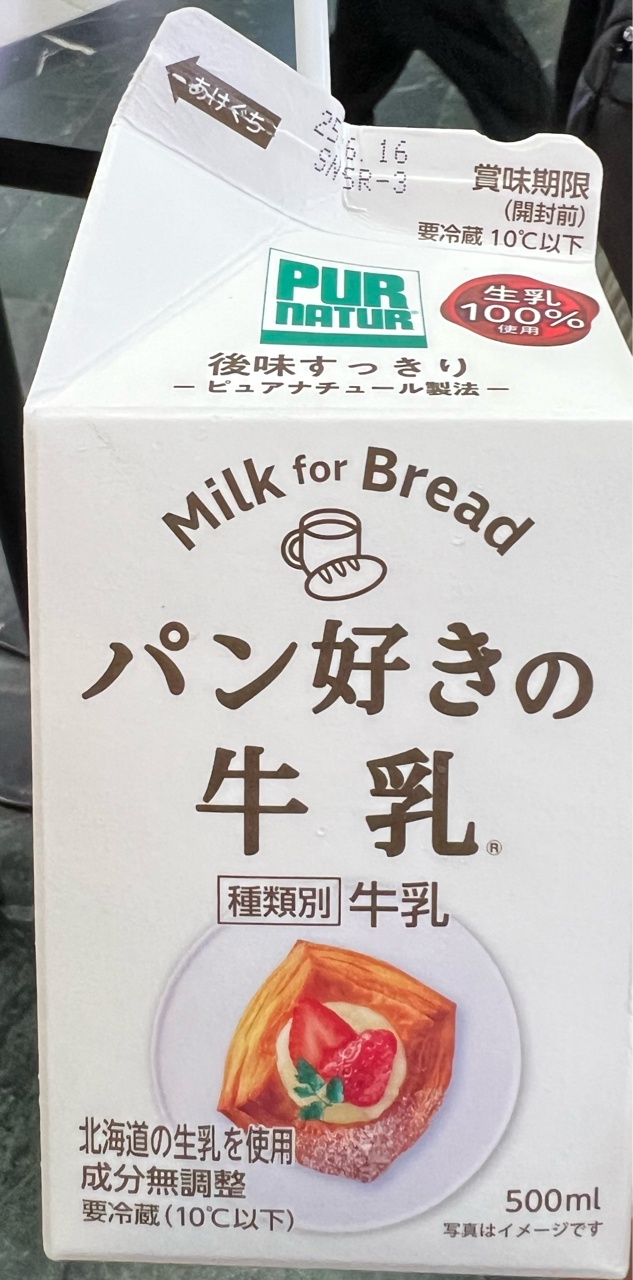 あけぐち
25.6.16
SNSR-3
賞味期限
(開封前)
要冷蔵 10℃以下
PUR
NATUR
生乳
100%
使用
後味すっきり
ーピュアナチュール製法ー
Milk for Bread
パン好きの
牛乳®
種類別 牛乳
北海道の生乳を使用
成分無調整
要冷蔵(10℃以下)
500ml
写真はイメージです